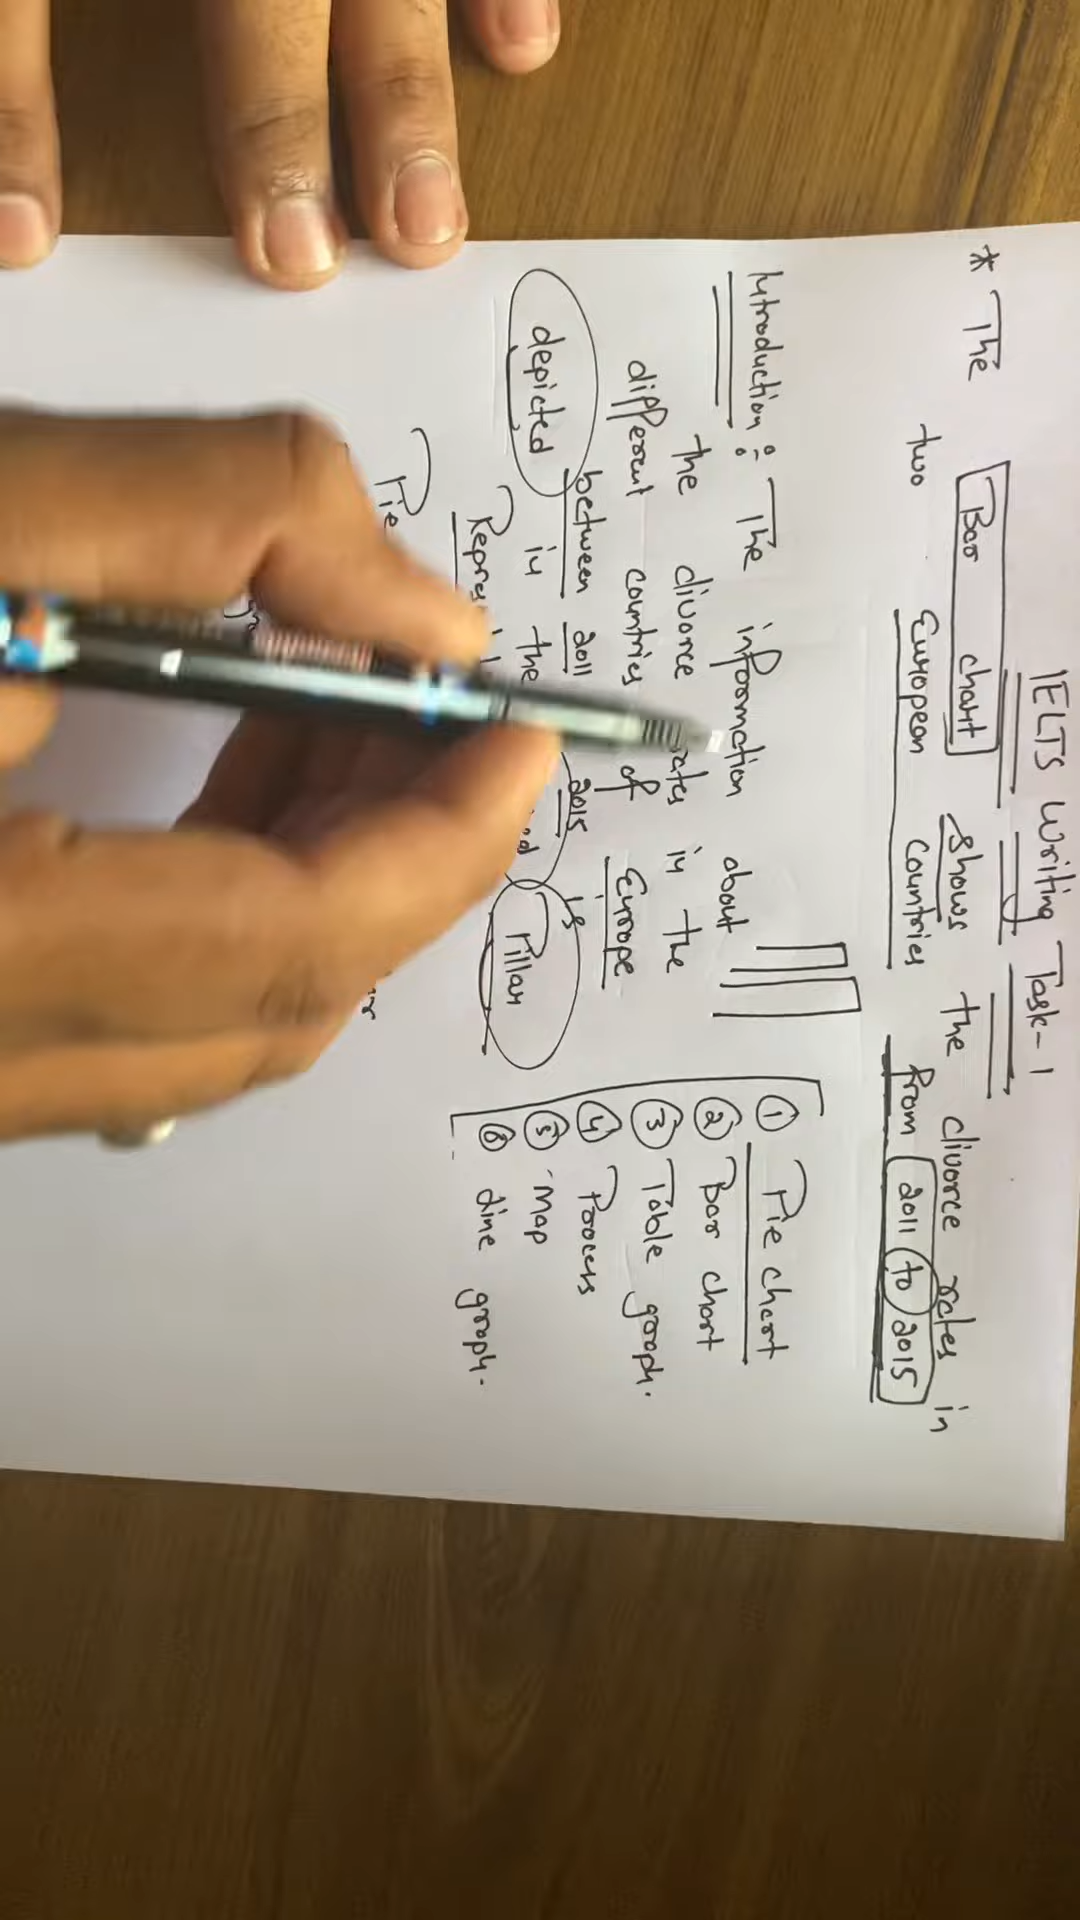 IELTS Writing Task-1
* The Bar chart shows the divorce rates in
two European countries from 2011 to 2015
Introduction : The information about
the divorce rates in the
different countries of Europe
between 2011 2015 is
depicted in the Pillar
Pie
① Pie chart
② Bar chart
③ Table graph.
④ Process
⑤ Map
⑥ Line graph.